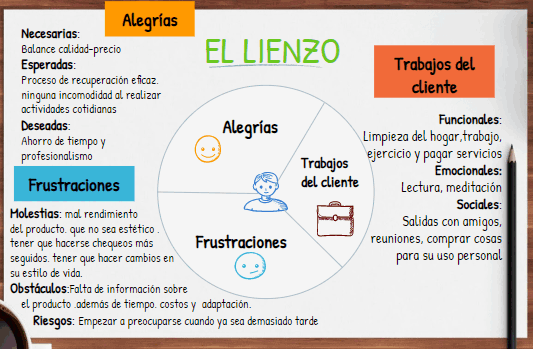 Alegrías
Necesarias:
Balance calidad-precio
Esperadas:
Proceso de recuperación eficaz.
ninguna incomodidad al realizar
actividades cotidianas
Deseadas:
Ahorro de tiempo y
profesionalismo
EL LIENZO
Alegrías
Trabajos
del cliente
Frustraciones
Trabajos del
cliente
Funcionales:
Limpieza del hogar,trabajo,
ejercicio y pagar servicios
Emocionales:
Lectura, meditación
Sociales:
Salidas con amigos,
reuniones, comprar cosas
para su uso personal
Frustraciones
Molestias: mal rendimiento
del producto. que no sea estético .
tener que hacerse chequeos más
seguidos. tener que hacer cambios en
su estilo de vida.
Obstáculos:Falta de información sobre
el producto .además de tiempo. costos y adaptación.
Riesgos: Empezar a preocuparse cuando ya sea demasiado tarde